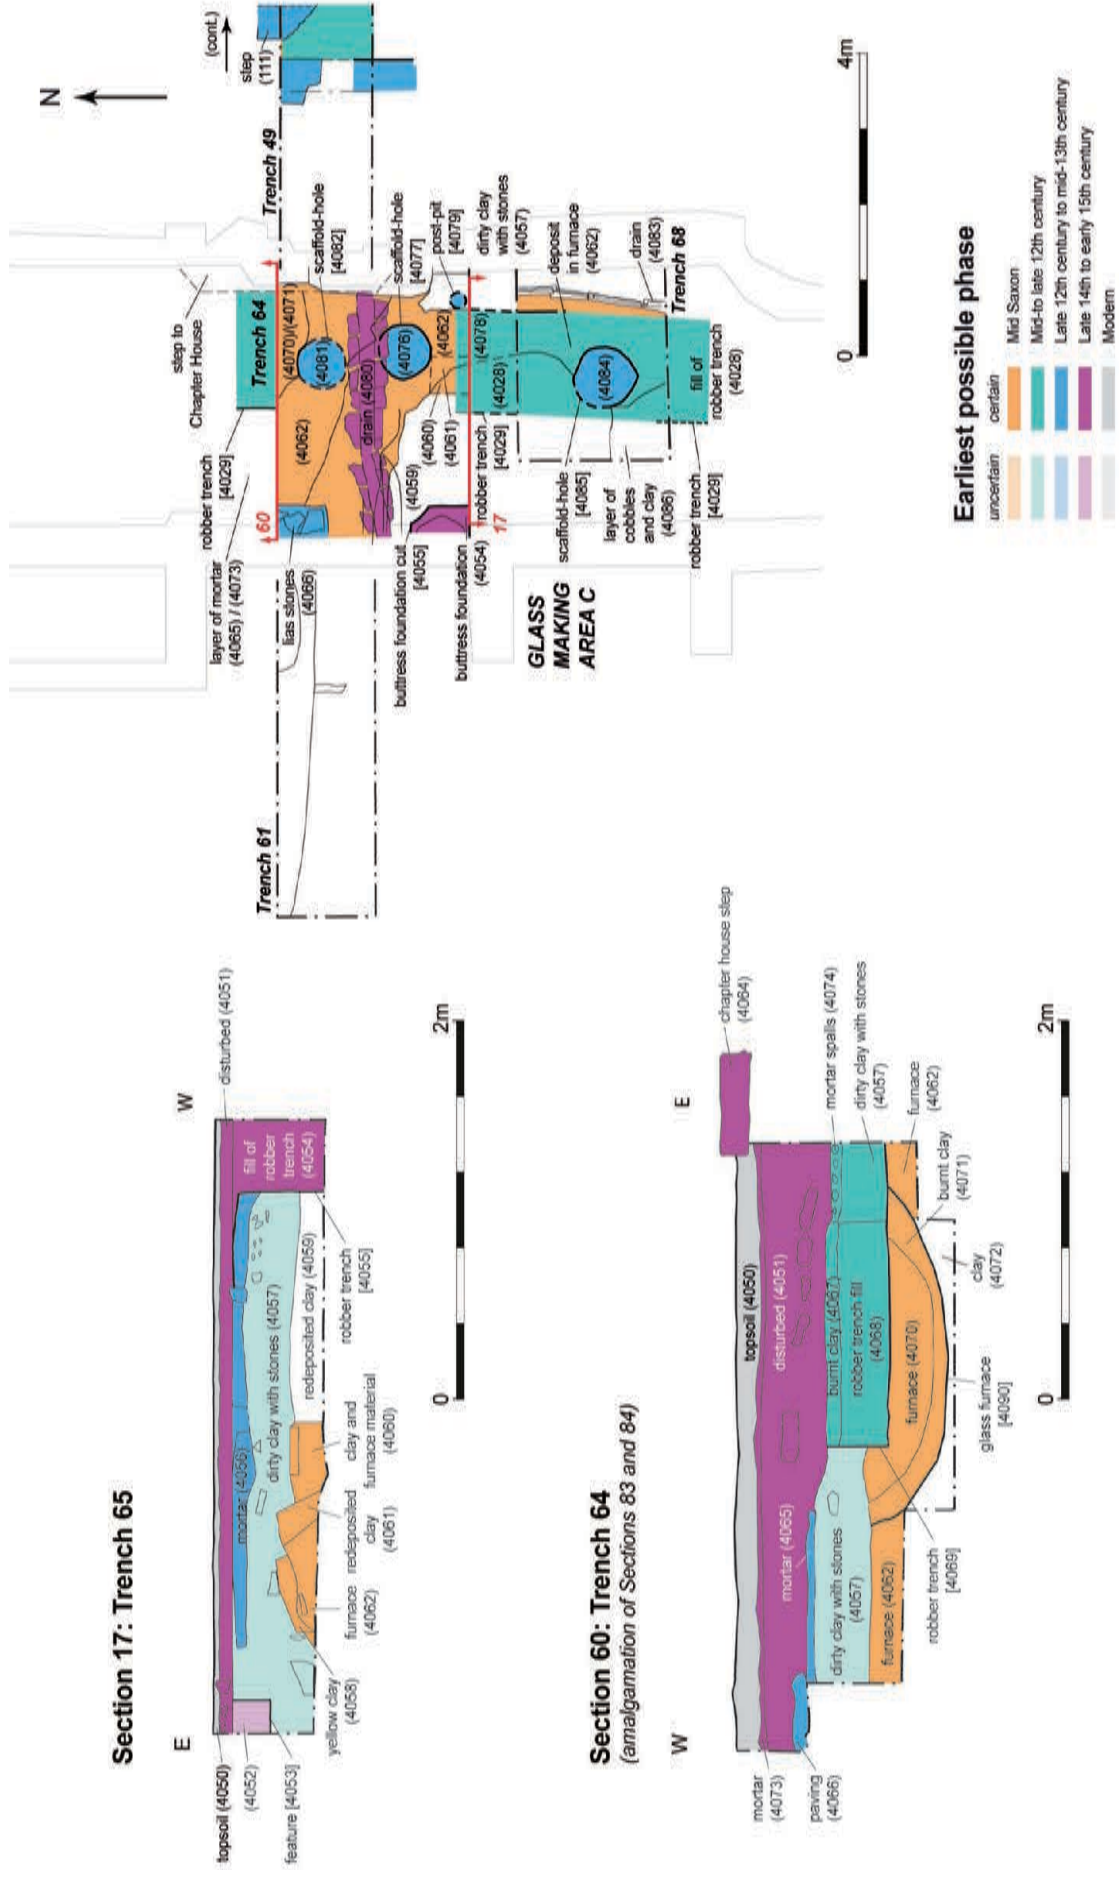 Section 17: Trench 65
E
W
topsoil (4050)
(4052)
feature [4053]
yellow clay
(4058)
furnace
(4062)
redeposited
clay
(4061)
clay and
furnace material
(4060)
robber trench
[4055]
disturbed (4051)
mortar (4056)
dirty clay with stones (4057)
redeposited clay (4059)
fill of
robber
trench
(4054)
0
2m
Section 60: Trench 64
(amalgamation of Sections 83 and 84)
W
E
mortar
(4073)
paving
(4066)
topsoil (4050)
disturbed (4051)
mortar (4065)
dirty clay with stones
(4057)
furnace (4062)
burnt clay (4067)
robber trench fill
(4068)
furnace (4070)
robber trench
[4069]
glass furnace
[4090]
clay
(4072)
burnt clay
(4071)
furnace
(4062)
dirty clay with stones
(4057)
mortar spalls (4074)
chapter house step
(4064)
0
2m
N
(cont.)
step
(111)
Trench 49
Trench 61
step to
Chapter House
Trench 64
robber trench
[4029]
layer of mortar
(4065) / (4073)
lias stones
(4066)
60
(4062)
(4070)/(4071)
(4081)
scaffold-hole
[4082]
drain (4080)
(4076)
scaffold-hole
[4077]
post-pit
[4079]
dirty clay
with stones
(4057)
(4062)
(4078)
(4028)
(4059)
(4060)
(4061)
buttress foundation cut
[4055]
buttress foundation
(4054)
17
robber trench
[4029]
GLASS
MAKING
AREA C
scaffold-hole
[4085]
(4084)
layer of
cobbles
and clay
(4086)
robber trench
[4029]
deposit
in furnace
(4062)
drain
(4083)
Trench 68
fill of
robber trench
(4028)
0
4m
Earliest possible phase
uncertain
certain
Mid Saxon
Mid-to late 12th century
Late 12th century to mid-13th century
Late 14th to early 15th century
Modern